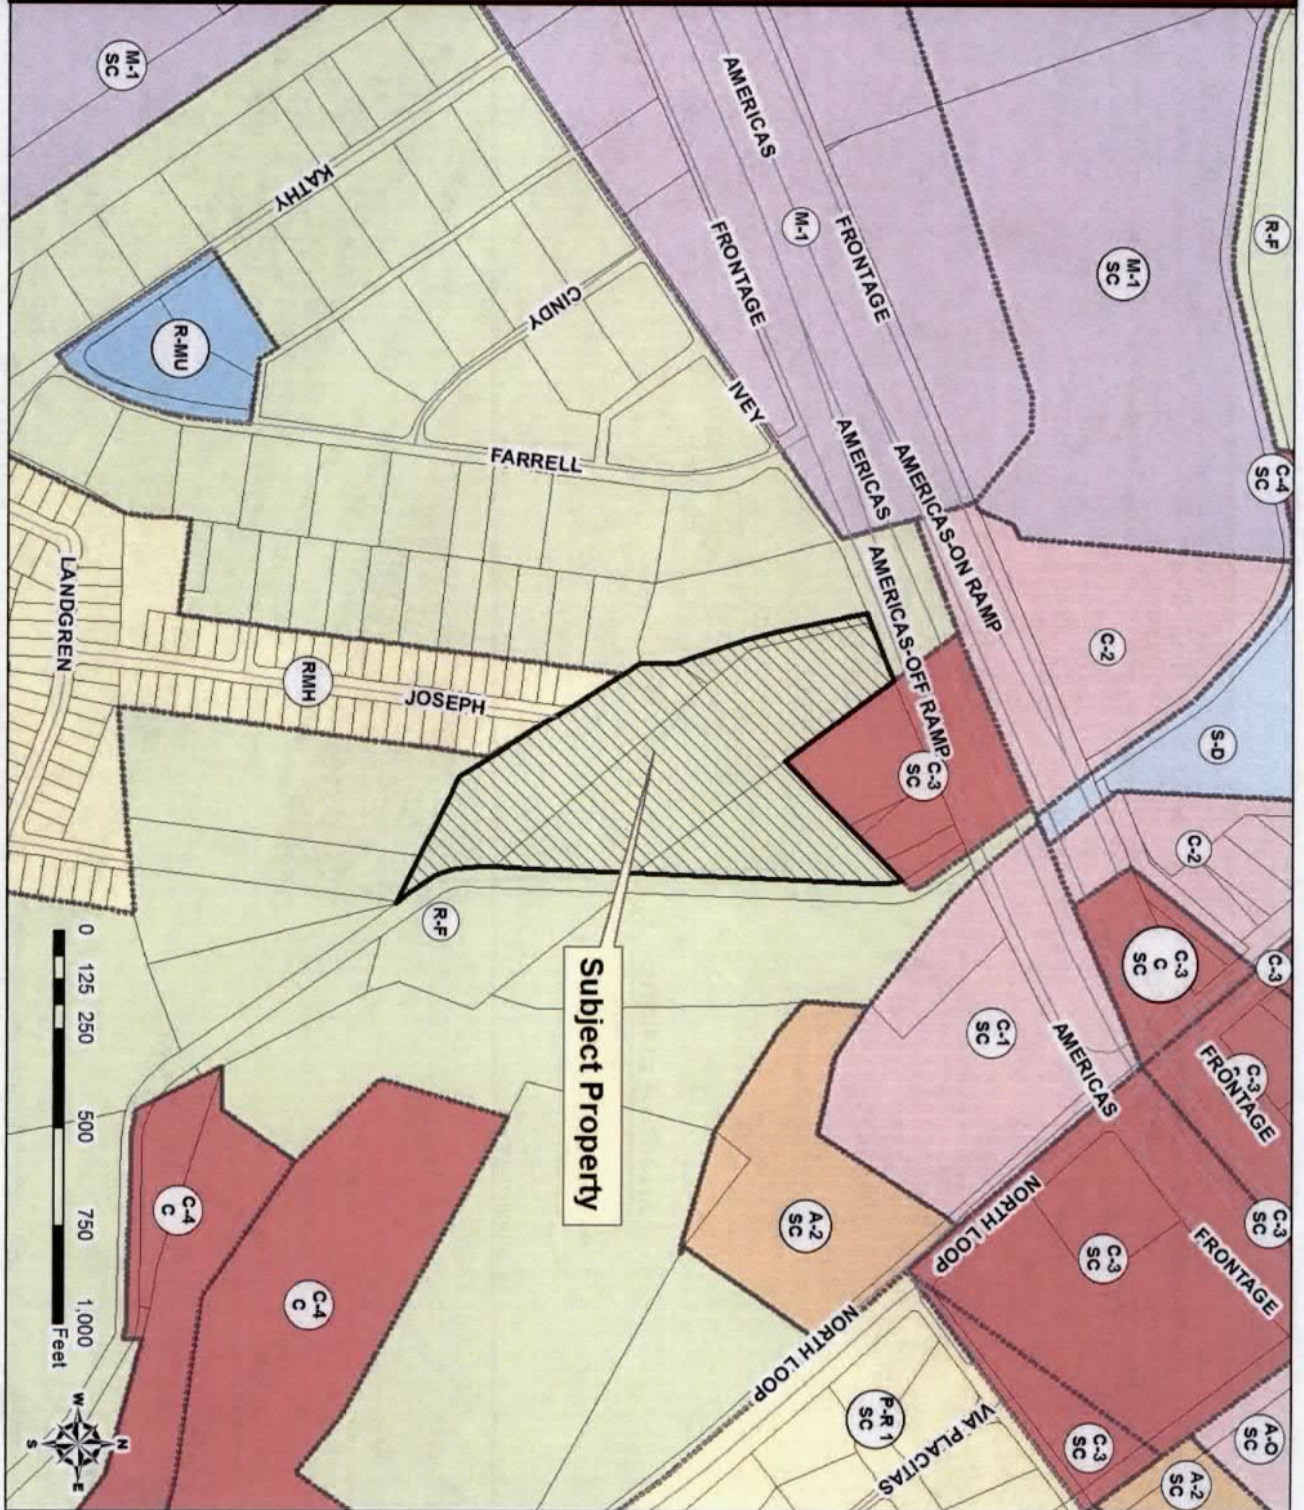 M-1
SC
KATHY
R-MU
CINDY
FARRELL
IVEY
LANDGREN
RMH
JOSEPH
AMERICAS
FRONTAGE
M-1
FRONTAGE
M-1
SC
R-F
C-4
SC
AMERICAS
AMERICAS-ON RAMP
AMERICAS-OFF RAMP
C-2
S-D
C-3
SC
C-2
C-3
C
SC
C-3
R-F
Subject Property
C-1
SC
AMERICAS
C-3
FRONTAGE
C-3
SC
FRONTAGE
C-3
SC
NORTH LOOP
A-2
SC
NORTH LOOP
P-R 1
SC
VIA PLACITAS
C-3
SC
A-O
SC
A-2
SC
C-4
C
C-4
C
0 125 250 500 750 1,000
Feet
N
W
E
S